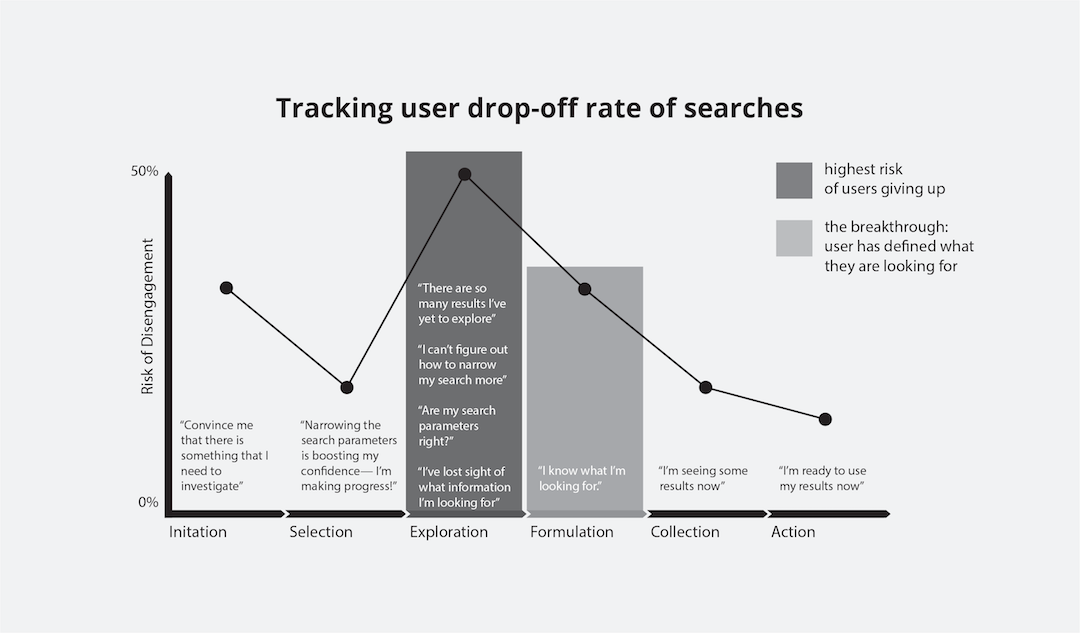 Tracking user drop-off rate of searches
50%
Risk of Disengagement
0%
highest risk
of users giving up
the breakthrough:
user has defined what
they are looking for
“Convince me
that there is
something that I
need to
investigate”
“Narrowing the
search parameters
is boosting my
confidence— I’m
making progress!”
“There are so
many results I’ve
yet to explore”
“I can’t figure out
how to narrow
my search more”
“Are my search
parameters
right?”
“I’ve lost sight of
what information
I’m looking for”
“I know what I’m
looking for.”
“I’m seeing some
results now”
“I’m ready to use
my results now”
Initation
Selection
Exploration
Formulation
Collection
Action